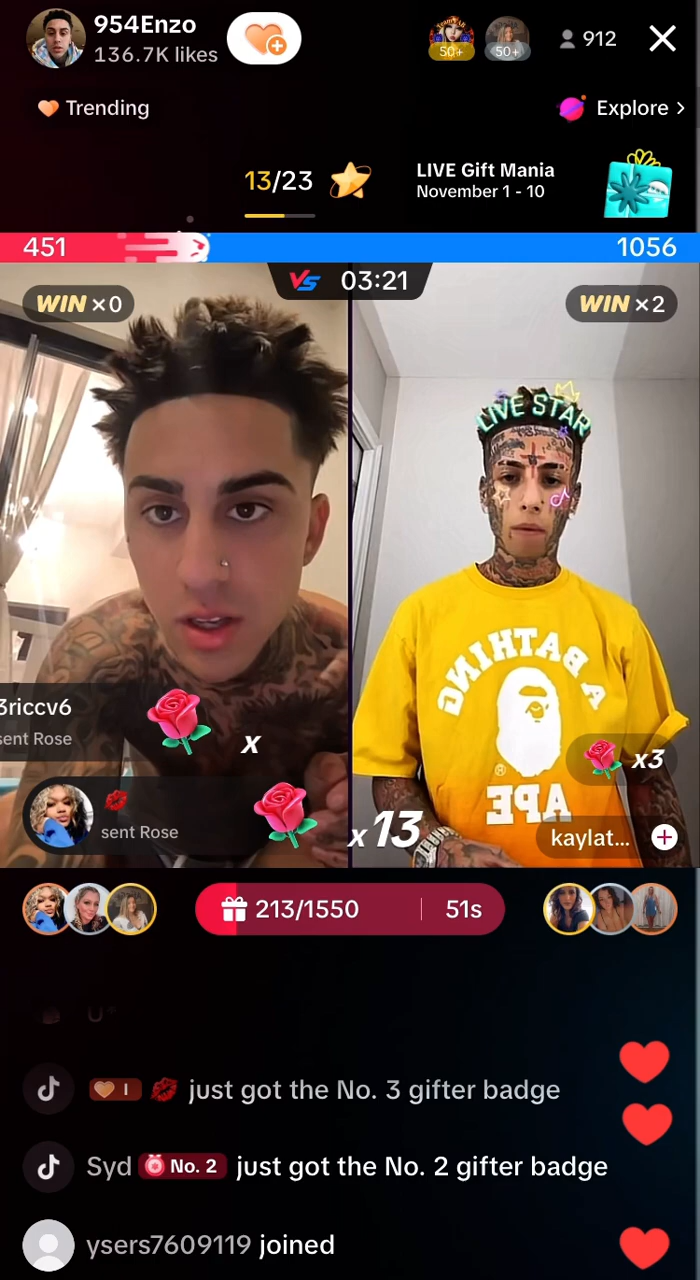 954Enzo
136.7K likes
50+
50+
912
Trending
Explore
13/23
LIVE Gift Mania
November 1 - 10
451
1056
VS 03:21
WIN ×0
WIN ×2
LIVE STAR
A BATHING
®
APE
3riccv6
sent Rose
x
x3
sent Rose
x 13
kaylat...
213/1550
51s
I just got the No. 3 gifter badge
Syd No. 2 just got the No. 2 gifter badge
ysers7609119 joined